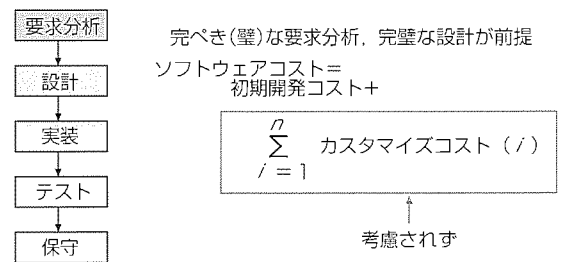 要求分析
設計
実装
テスト
保守
完ぺき(璧)な要求分析，完璧な設計が前提
ソフトウェアコスト＝
初期開発コスト＋
n
Σ カスタマイズコスト（i）
i = 1
考慮されず